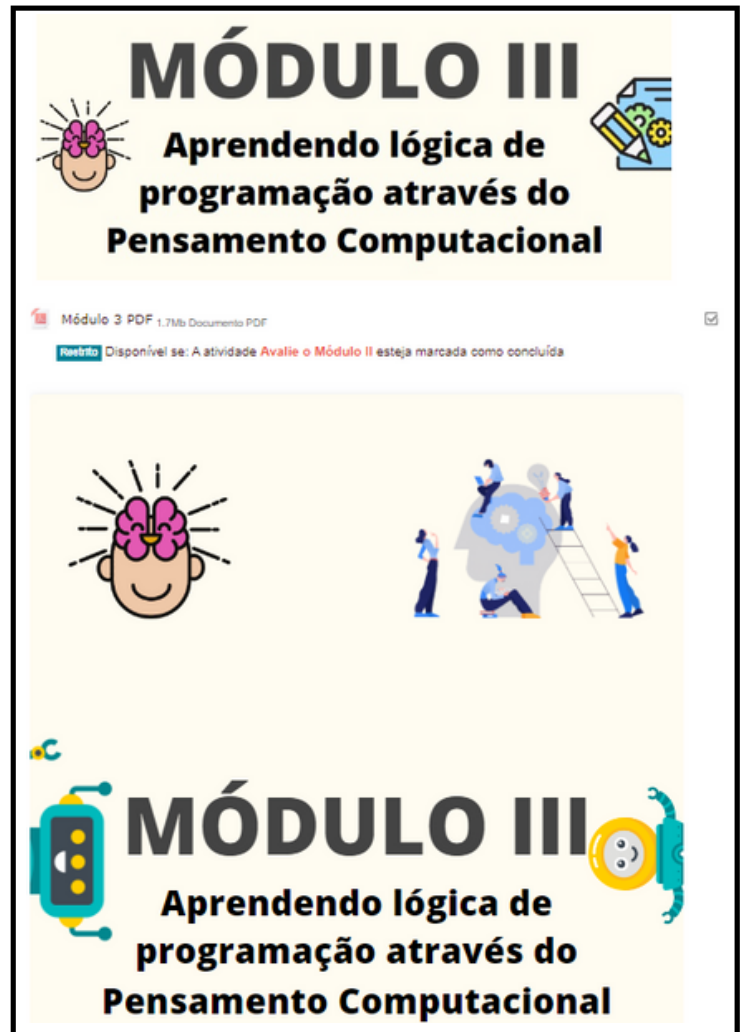 MÓDULO III
Aprendendo lógica de
programação através do
Pensamento Computacional
Módulo 3 PDF 1.7Mb Documento PDF
Restrito Disponível se: A atividade Avalie o Módulo II esteja marcada como concluída
MÓDULO III
Aprendendo lógica de
programação através do
Pensamento Computacional